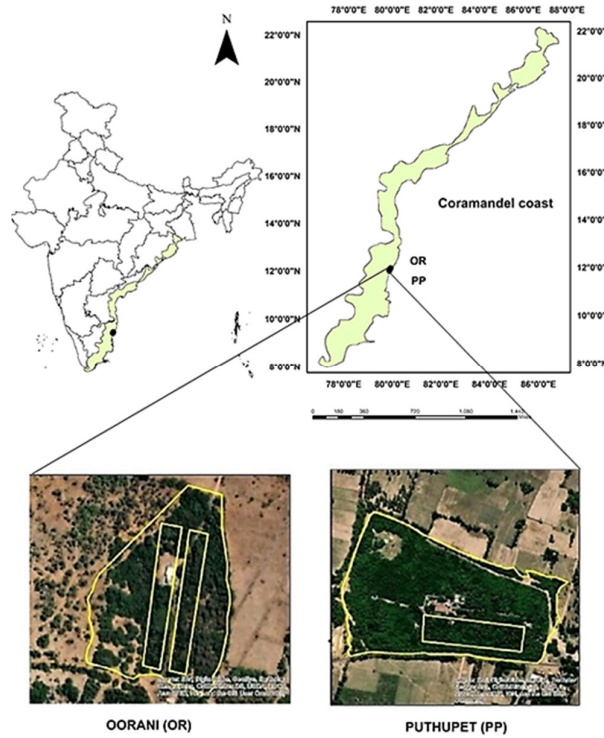 N
78°0'0"E 80°0'0"E 82°0'0"E 84°0'0"E 86°0'0"E 88°0'0"E
22°0'0"N 22°0'0"N
20°0'0"N 20°0'0"N
18°0'0"N 18°0'0"N
16°0'0"N 16°0'0"N
Coramandel coast
14°0'0"N 14°0'0"N
OR
12°0'0"N 12°0'0"N
PP
10°0'0"N 10°0'0"N
8°0'0"N 8°0'0"N
78°0'0"E 80°0'0"E 82°0'0"E 84°0'0"E 86°0'0"E
0 180 360 720 1,080
OORANI (OR) PUTHUPET (PP)